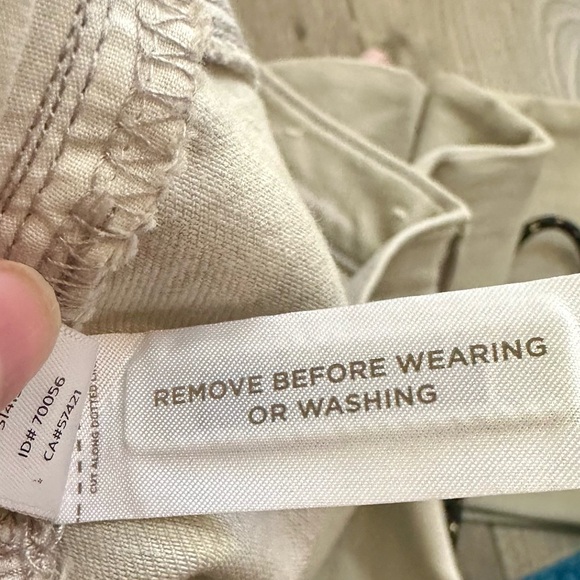 REMOVE BEFORE WEARING
OR WASHING
CUT ALONG DOTTED
ID# 70056
CA#57421